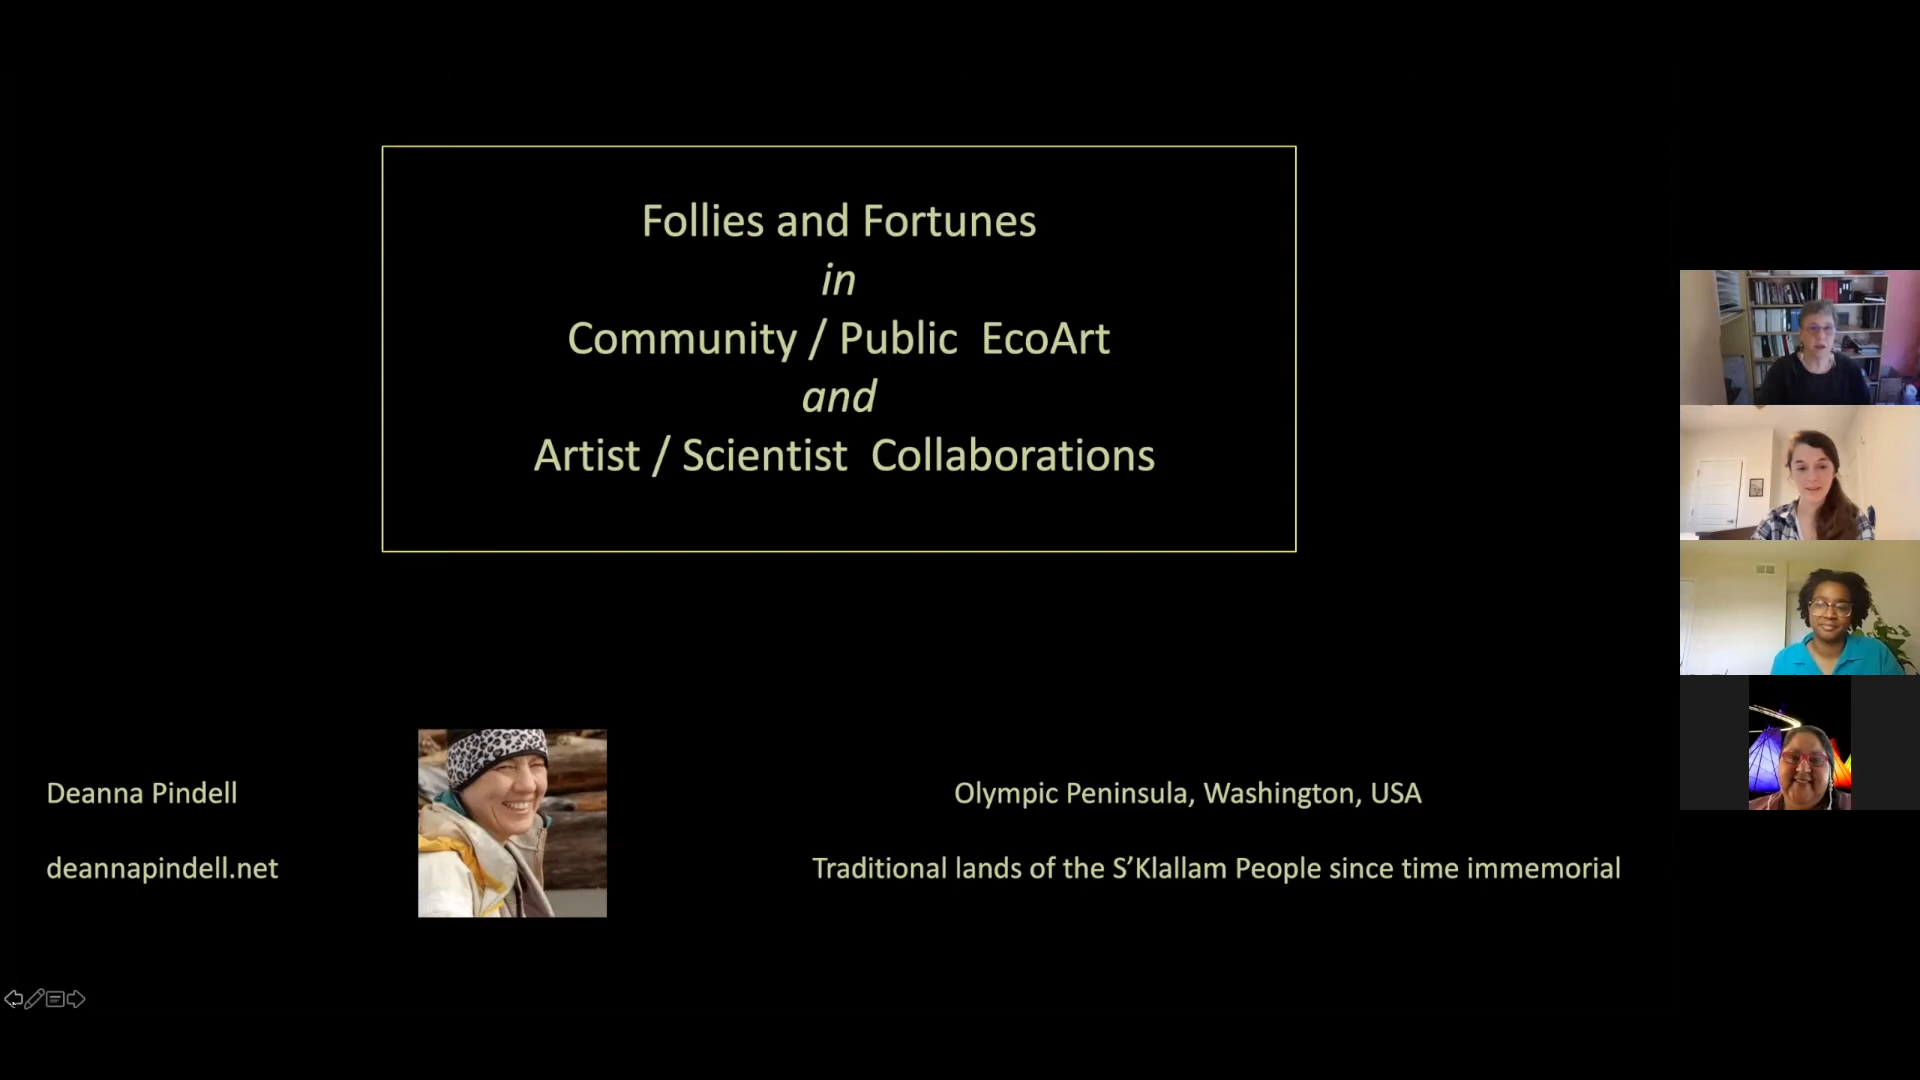 Follies and Fortunes
in
Community / Public EcoArt
and
Artist / Scientist Collaborations
Deanna Pindell
deannapindell.net
Olympic Peninsula, Washington, USA
Traditional lands of the S’Klallam People since time immemorial